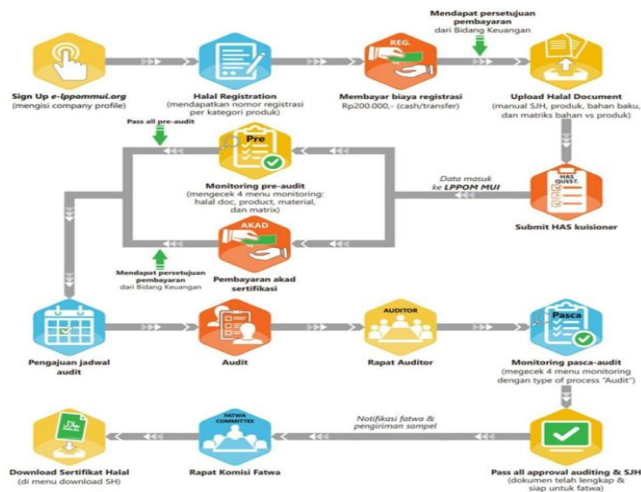 Mendapat persetujuan
pembayaran
dari Bidang Keuangan
REG.
Sign Up e-lppommui.org
(mengisi company profile)
Halal Registration
(mendapatkan nomor registrasi
per kategori produk)
Membayar biaya registrasi
Rp200.000,- (cash/transfer)
Upload Halal Document
(manual SJH, produk, bahan baku,
dan matriks bahan vs produk)
Pass all pre-audit
Pre
Monitoring pre-audit
(mengecek 4 menu monitoring:
halal doc, product, material,
dan matrix)
Data masuk
ke LPPOM MUI
HAS
QUEST.
Submit HAS kuisioner
AKAD
Mendapat persetujuan
pembayaran
dari Bidang Keuangan
Pembayaran akad
sertifikasi
Pengajuan jadwal
audit
Audit
AUDITOR
Rapat Auditor
Pasca
Monitoring pasca-audit
(megecek 4 menu monitoring
dengan type of process "Audit")
Notifikasi fatwa &
pengiriman sampel
Download Sertifikat Halal
(di menu download SH)
FATWA
COMMITTEE
Rapat Komisi Fatwa
Pass all approval auditing & SJH
(dokumen telah lengkap &
siap untuk fatwa)